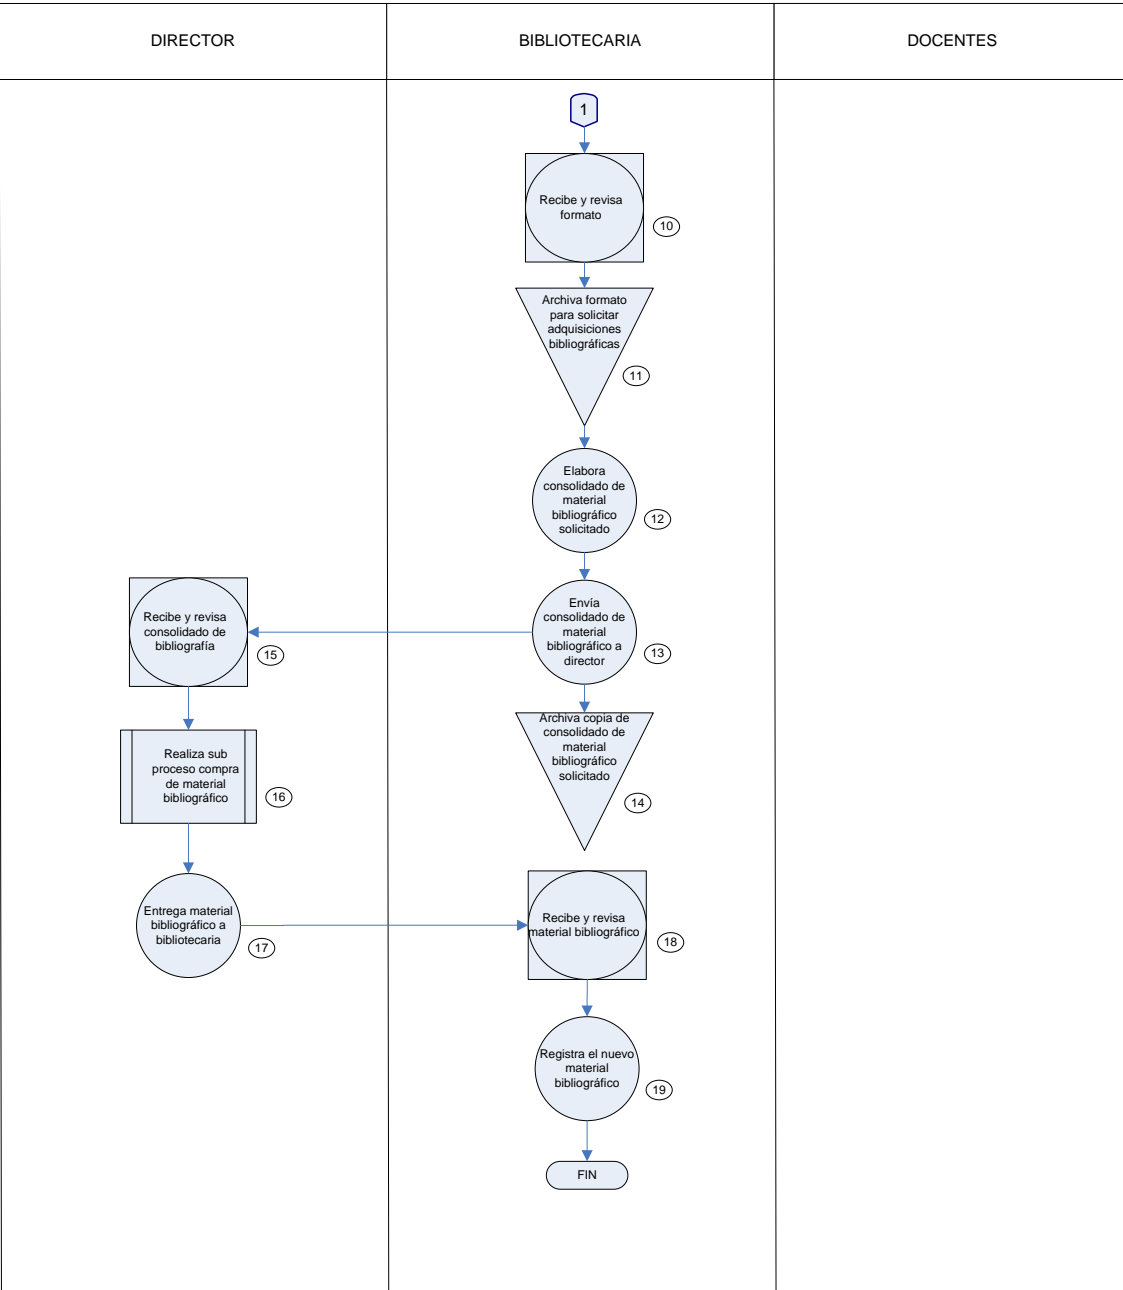 DIRECTOR
BIBLIOTECARIA
DOCENTES
1
Recibe y revisa
formato
10
Archiva formato
para solicitar
adquisiciones
bibliográficas
11
Elabora
consolidado de
material
bibliográfico
solicitado
12
Envía
consolidado de
material
bibliográfico a
director
13
Recibe y revisa
consolidado de
bibliografía
15
Archiva copia de
consolidado de
material
bibliográfico
solicitado
14
Realiza sub
proceso compra
de material
bibliográfico
16
Entrega material
bibliográfico a
bibliotecaria
17
Recibe y revisa
material bibliográfico
18
Registra el nuevo
material
bibliográfico
19
FIN